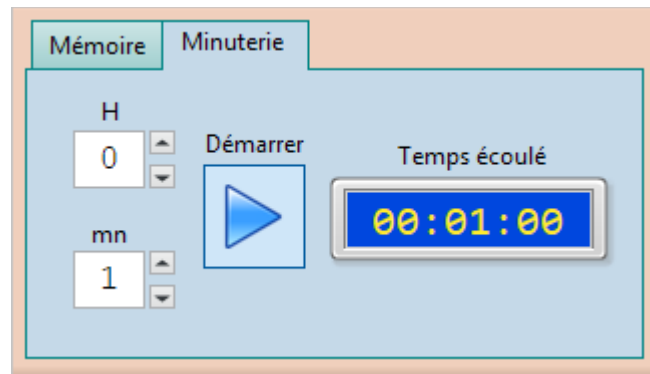 Mémoire
Minuterie
H
0
Démarrer
Temps écoulé
00:01:00
mn
1